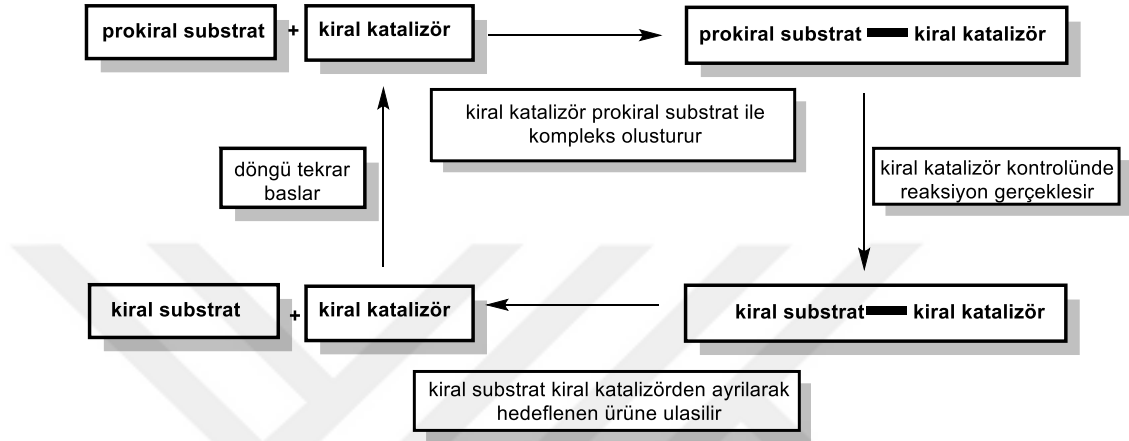 prokiral substrat + kiral katalizör
prokiral substrat kiral katalizör
kiral katalizör prokiral substrat ile
kompleks olusturur
döngü tekrar
baslar
kiral katalizör kontrolünde
reaksiyon gerçeklesir
kiral substrat + kiral katalizör
kiral substrat kiral katalizör
kiral substrat kiral katalizörden ayrilarak
hedeflenen ürüne ulasilir